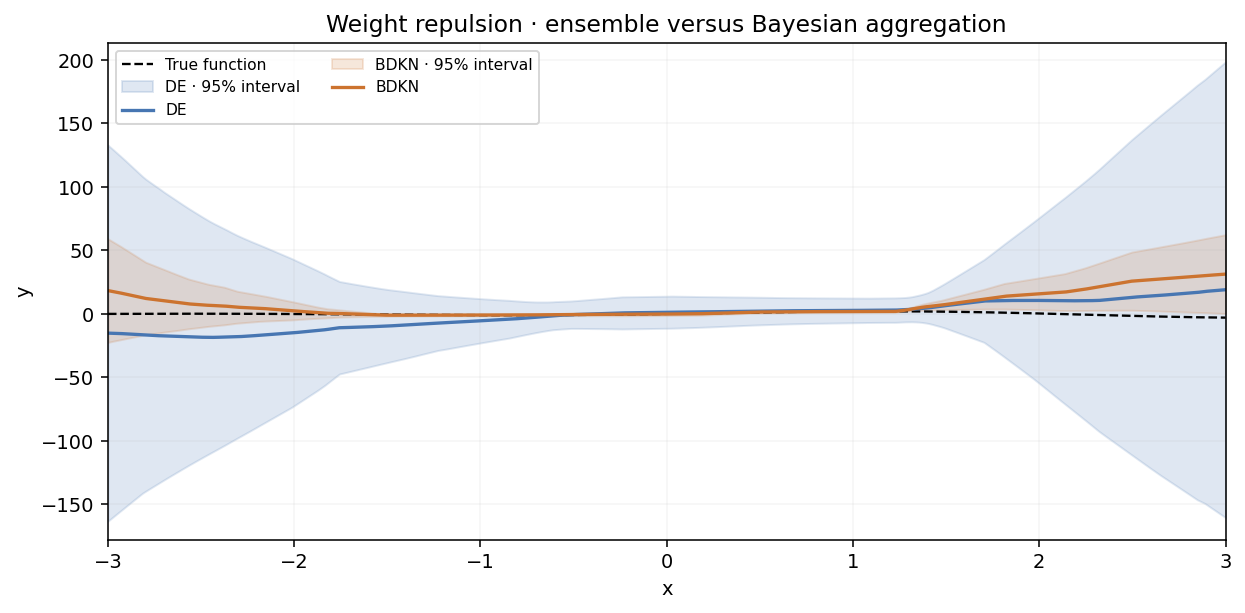 Weight repulsion · ensemble versus Bayesian aggregation
True function
DE · 95% interval
DE
BDKN · 95% interval
BDKN
200
150
100
50
0
−50
−100
−150
y
−3
−2
−1
0
1
2
3
x